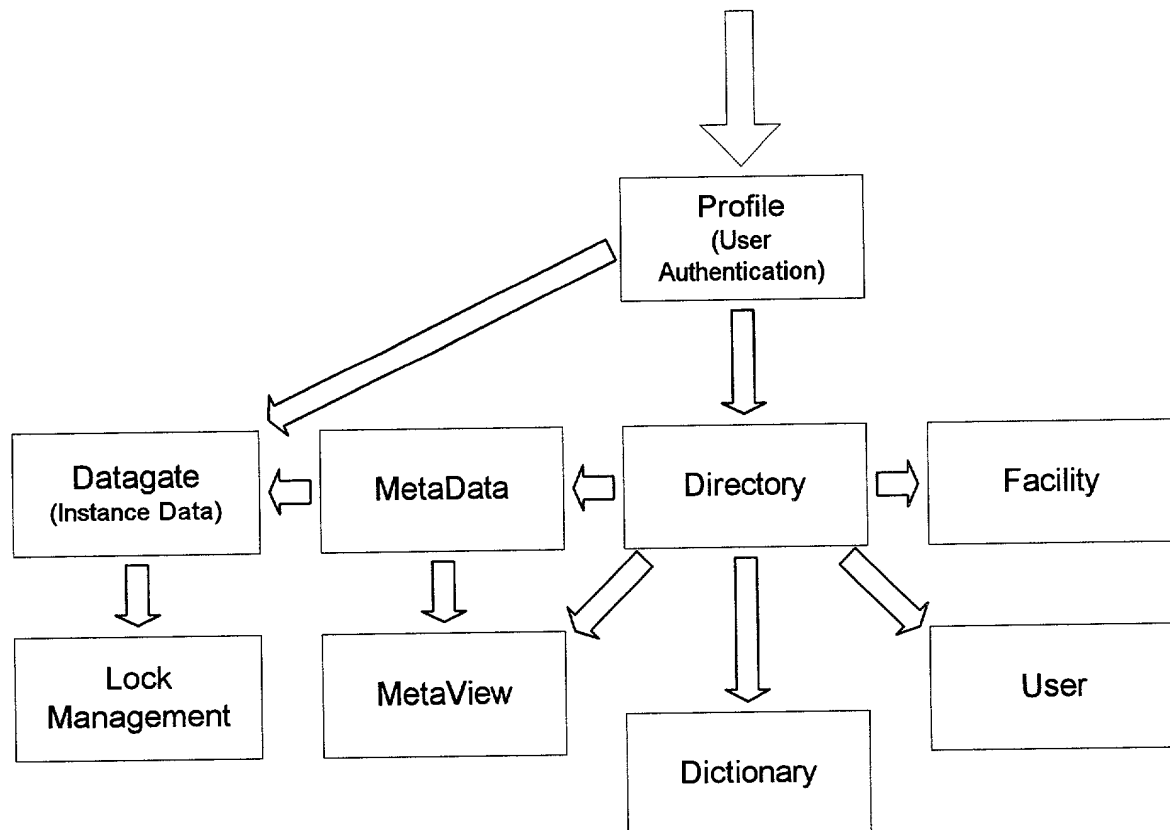 Profile
(User
Authentication)
Datagate
(Instance Data)
MetaData
Directory
Facility
Lock
Management
MetaView
User
Dictionary